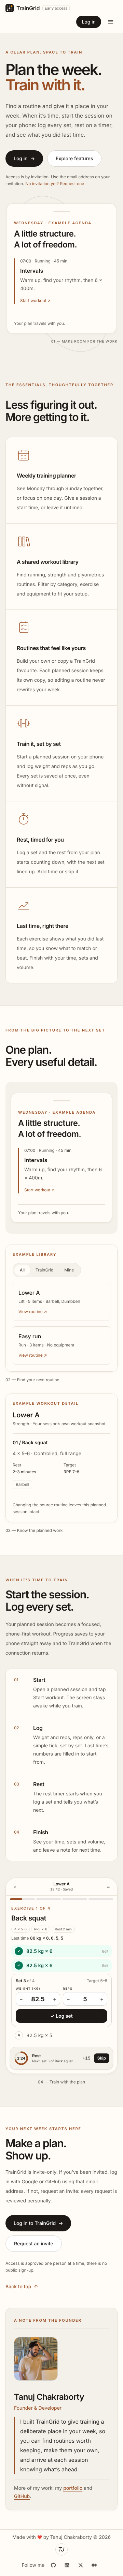 TrainGrid Early access
Log in
A CLEAR PLAN. SPACE TO TRAIN.
Plan the week.
Train with it.
Find a routine and give it a place in your
week. When it's time, start the session on
your phone: log every set, rest on a timer,
and see what you did last time.
Log in →
Explore features
Access is by invitation. Use the email address you were
invited with. No invitation yet? Request one
WEDNESDAY · EXAMPLE AGENDA
A little structure.
A lot of freedom.
07:00 · Running · 45 min
Intervals
Warm up, find your rhythm, then 6 ×
400m.
Start workout ↗
Your plan travels with you.
01 — MAKE ROOM FOR THE WORK
THE ESSENTIALS, THOUGHTFULLY TOGETHER
Less figuring it out.
More getting to it.
Weekly training planner
See Monday through Sunday together,
or focus on one day. Give a session a
start time, or leave it untimed.
A shared workout library
Find running, strength and plyometrics
routines. Filter by category, exercise
and equipment to find one for today.
Routines that feel like yours
Build your own or copy a TrainGrid
favourite. Each planned session keeps
its own copy, so editing a routine never
rewrites your week.
Train it, set by set
Start a planned session on your phone
and log weight and reps as you go.
Every set is saved at once, even
without signal.
Rest, timed for you
Log a set and the rest from your plan
starts counting down, with the next set
lined up. Add time or skip it.
Last time, right there
Each exercise shows what you did last
time, so you know what you have to
beat. Finish with your time, sets and
volume.
FROM THE BIG PICTURE TO THE NEXT SET
One plan.
Every useful detail.
WEDNESDAY · EXAMPLE AGENDA
A little structure.
A lot of freedom.
07:00 · Running · 45 min
Intervals
Warm up, find your rhythm, then 6
× 400m.
Start workout ↗
Your plan travels with you.
EXAMPLE LIBRARY
All TrainGrid Mine
Lower A
Lift · 5 items · Barbell, Dumbbell
View routine ↗
Easy run
Run · 3 items · No equipment
View routine ↗
02 — Find your next routine
EXAMPLE WORKOUT DETAIL
Lower A
Strength · Your session's own workout snapshot
01 / Back squat
4 × 5–6 · Controlled, full range
Rest Target
2–3 minutes RPE 7–8
Barbell
Changing the source routine leaves this planned
session intact.
03 — Know the planned work
WHEN IT'S TIME TO TRAIN
Start the session.
Log every set.
Your planned session becomes a focused,
phone-first workout. Progress saves to your
phone straight away and to TrainGrid when the
connection returns.
01 Start
Open a planned session and tap
Start workout. The screen stays
awake while you train.
02 Log
Weight and reps, reps only, or a
simple tick, set by set. Last time's
numbers are filled in to start
from.
03 Rest
The rest timer starts when you
log a set and tells you what's
next.
04 Finish
See your time, sets and volume,
and leave a note for next time.
Lower A
EXERCISE 1 OF 4
Back squat
Last time 80 kg × 6, 6, 5, 5
82.5 kg × 6 Edit
82.5 kg × 6 Edit
Set 3 of 4 Target 5–6
REPS
− 82.5 + − 5 +
✓ Log set
4 82.5 kg × 5
Rest
Next: set 3 of Back squat
+15 Skip
04 — Train with the plan
YOUR NEXT WEEK STARTS HERE
Make a plan.
Show up.
TrainGrid is invite-only. If you've been invited, log
in with Google or GitHub using that email
address. If not, request an invite: every request is
reviewed personally.
Log in to TrainGrid →
Request an invite
Access is approved one person at a time; there is no
public sign-up.
Back to top ↑
A NOTE FROM THE FOUNDER
Tanuj Chakraborty
Founder & Developer
I built TrainGrid to give training a
deliberate place in your week, so
you can find routines worth
keeping, make them your own,
and arrive at each session
knowing what's ahead.
More of my work: my portfolio and
GitHub.
Made with ❤ by Tanuj Chakraborty © 2026
TJ
Follow me